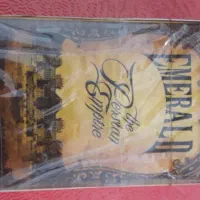 EMERALD
the
Persian
Empire